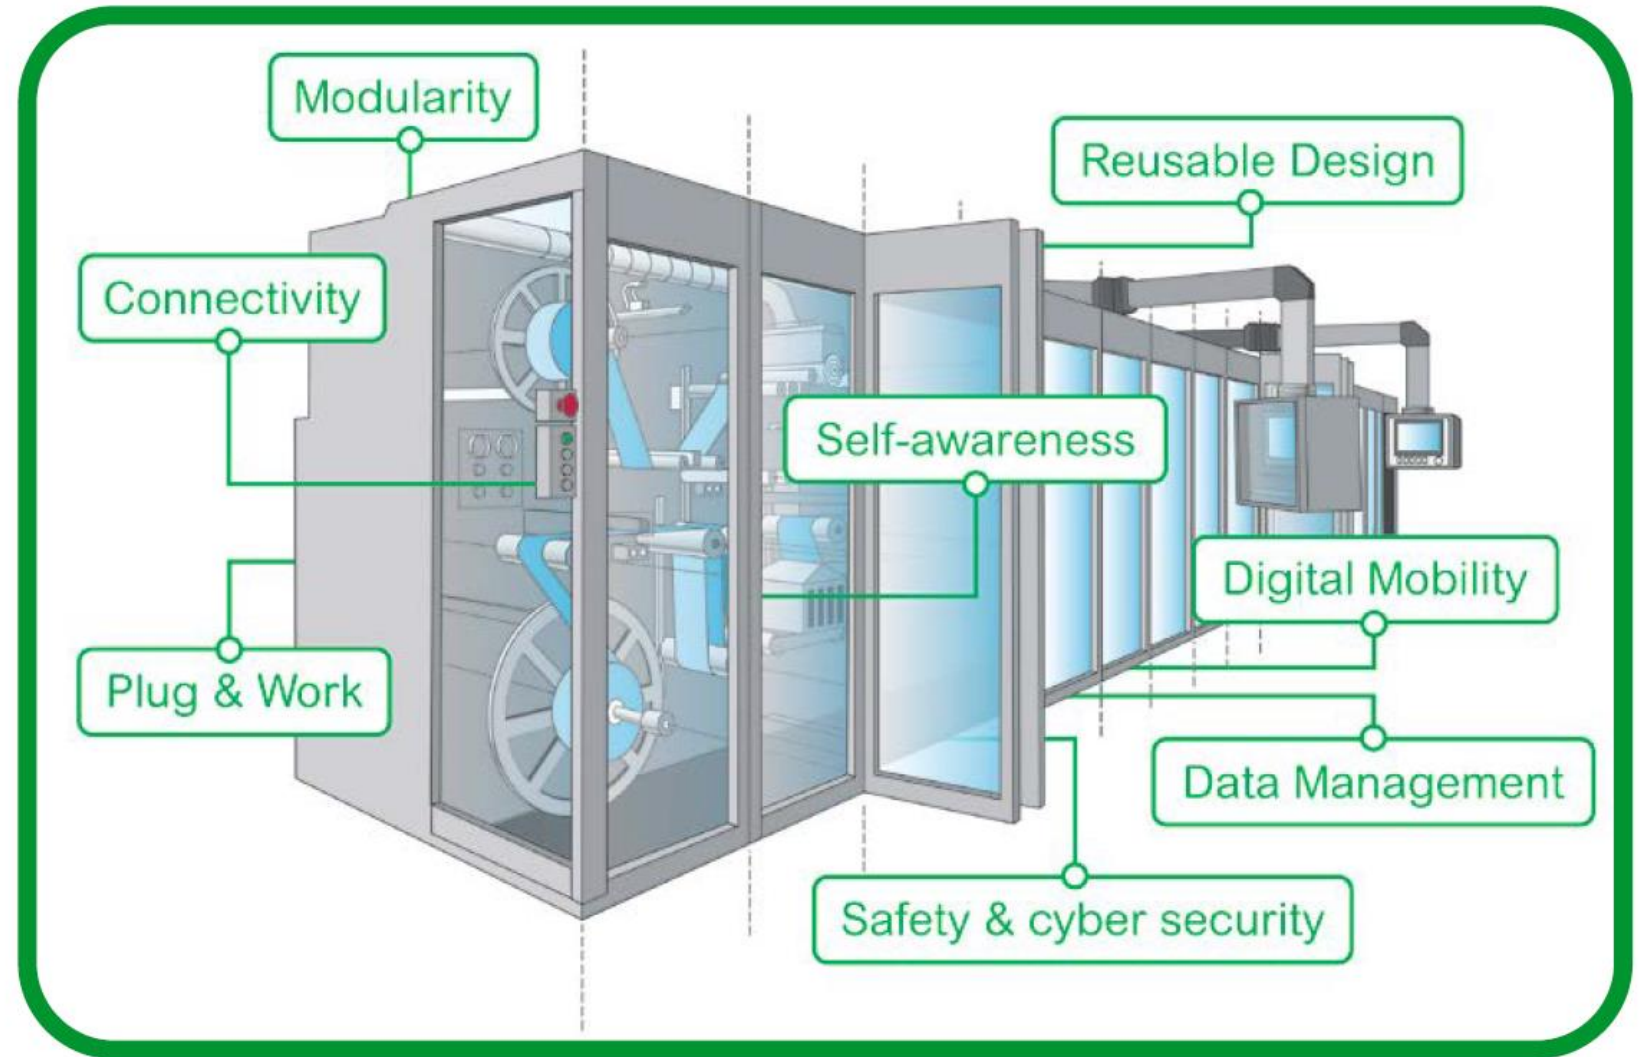 Modularity
Reusable Design
Connectivity
Self-awareness
Digital Mobility
Plug & Work
Data Management
Safety & cyber security